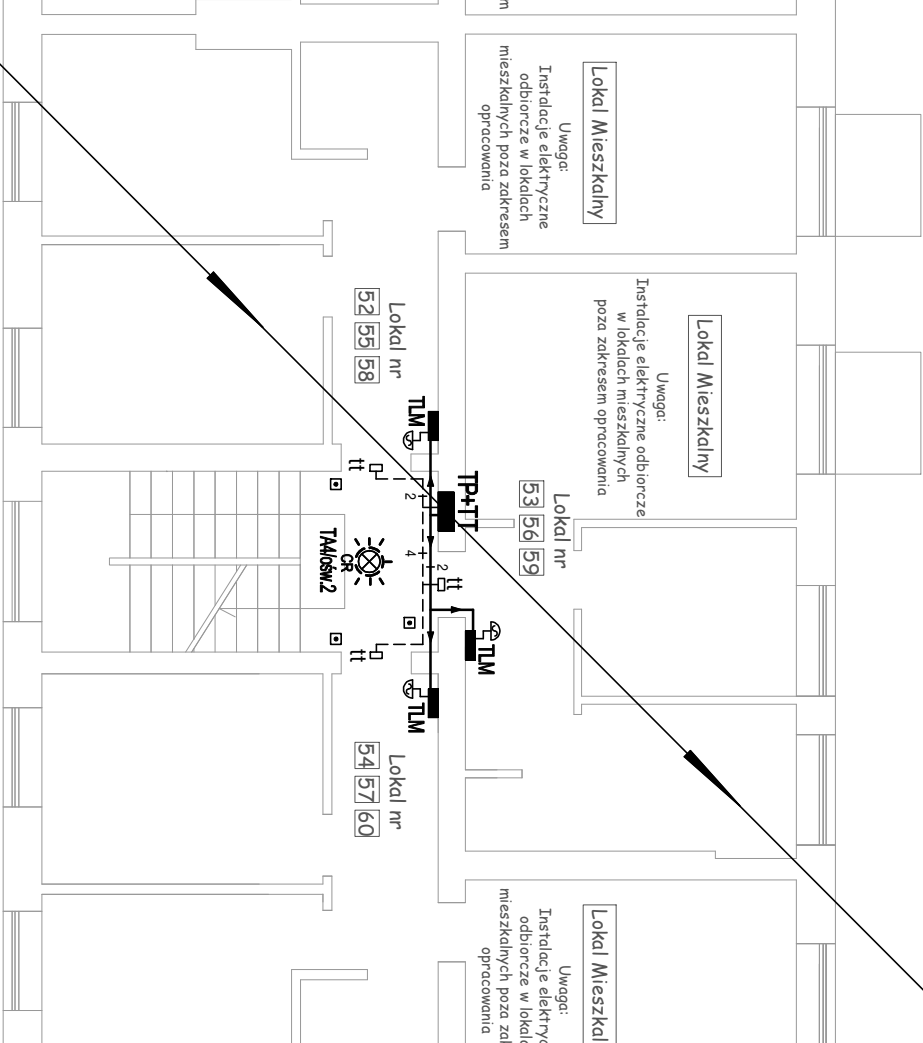 m
Lokal Mieszkalny
Uwaga:
Instalacje elektryczne
odbiorcze w lokalach
mieszkalnych poza zakresem
opracowania
Lokal Mieszkalny
Uwaga:
Instalacje elektryczne odbiorcze
w lokalach mieszkalnych
poza zakresem opracowania
Lokal nr
52 55 58
Lokal nr
53 56 59
TLM
TP+TT
tt
2
4
2
tt
CR
TA4/ośw.2
tt
TLM
TLM
Lokal nr
54 57 60
Lokal Mieszkal
Uwaga:
Instalacje elektry
odbiorcze w lokala
mieszkalnych poza zak
opracowania